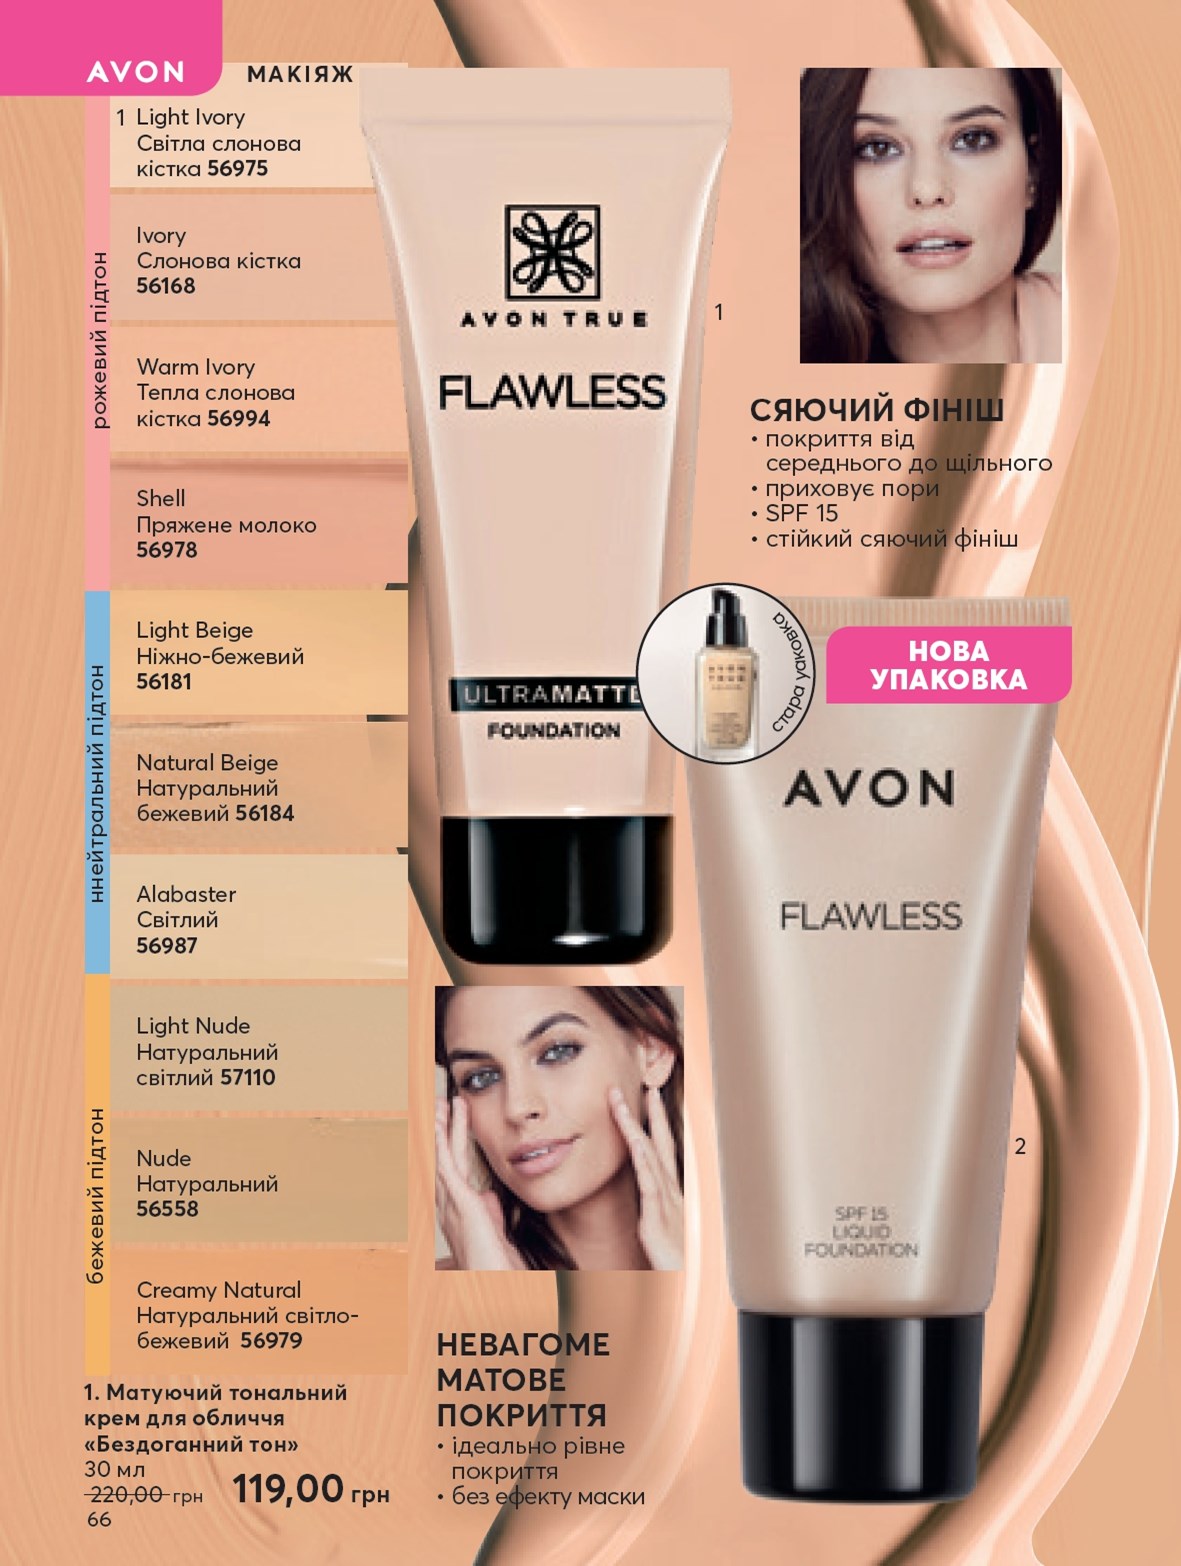 AVON
МАКІЯЖ
1 Light Ivory
Світла слонова
кістка 56975
Ivory
Слонова кістка
56168
Warm Ivory
Тепла слонова
кістка 56994
Shell
Пряжене молоко
56978
рожевий підтон
Light Beige
Ніжно-бежевий
56181
Natural Beige
Натуральний
бежевий 56184
Alabaster
Світлий
56987
ннейтральний підтон
Light Nude
Натуральний
світлий 57110
Nude
Натуральний
56558
Creamy Natural
Натуральний світло-
бежевий 56979
бежевий підтон
1. Матуючий тональний
крем для обличчя
«Бездоганний тон»
30 мл
220,00 грн 119,00 грн
66
AVON TRUE
FLAWLESS
ULTRAMATTE
FOUNDATION
1
СЯЮЧИЙ ФІНІШ
• покриття від
середнього до щільного
• приховує пори
• SPF 15
• стійкий сяючий фініш
AVON
TRUE
стара упаковка
НОВА
УПАКОВКА
AVON
FLAWLESS
SPF 15
LIQUID
FOUNDATION
2
НЕВАГОМЕ
МАТОВЕ
ПОКРИТТЯ
• ідеально рівне
покриття
• без ефекту маски